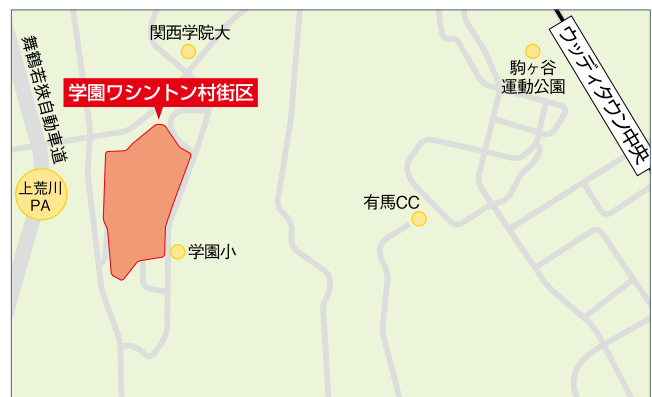 関西学院大
学園ワシントン村街区
舞鶴若狭自動車道
上荒川
PA
学園小
有馬CC
駒ヶ谷
運動公園
ウッディタウン中央